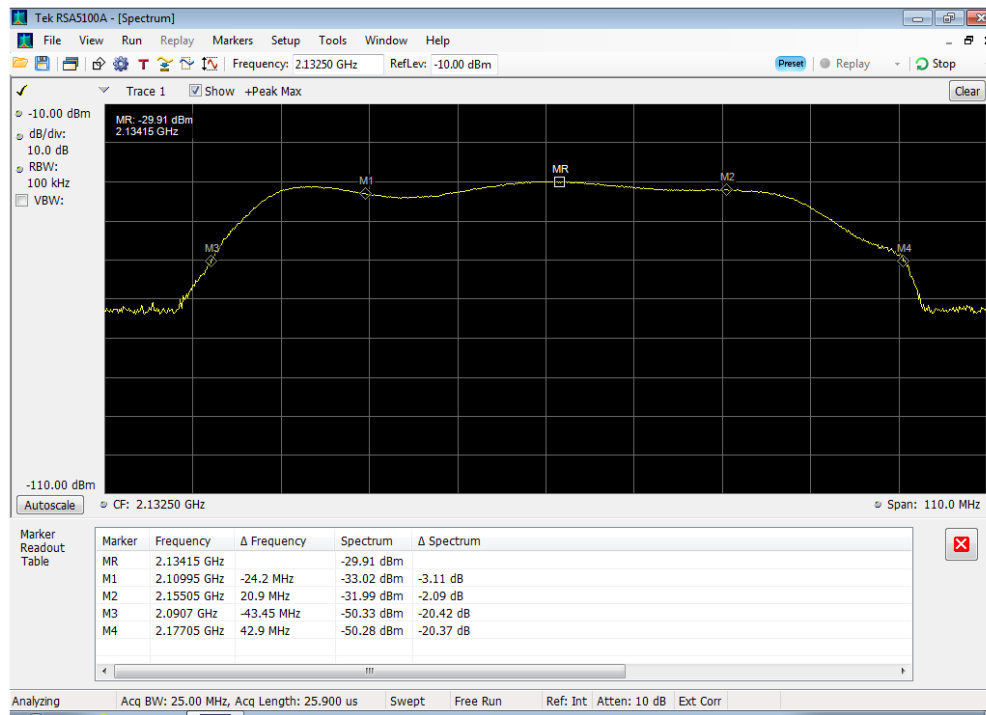 Tek RSA5100A - [Spectrum]
File View Run Replay Markers Setup Tools Window Help
T Frequency: 2.13250 GHz RefLev: -10.00 dBm Preset Replay Stop
Trace 1 Show +Peak Max Clear
-10.00 dBm
dB/div:
10.0 dB
RBW:
100 kHz
VBW:
MR: -29.91 dBm
2.13415 GHz
M3
M1
MR
M2
M4
-110.00 dBm
Autoscale CF: 2.13250 GHz Span: 110.0 MHz
Marker
Readout
Table
Marker Frequency Δ Frequency Spectrum Δ Spectrum
MR 2.13415 GHz -29.91 dBm
M1 2.10995 GHz -24.2 MHz -33.02 dBm -3.11 dB
M2 2.15505 GHz 20.9 MHz -31.99 dBm -2.09 dB
M3 2.0907 GHz -43.45 MHz -50.33 dBm -20.42 dB
M4 2.17705 GHz 42.9 MHz -50.28 dBm -20.37 dB
Analyzing Acq BW: 25.00 MHz, Acq Length: 25.900 us Swept Free Run Ref: Int Atten: 10 dB Ext Corr